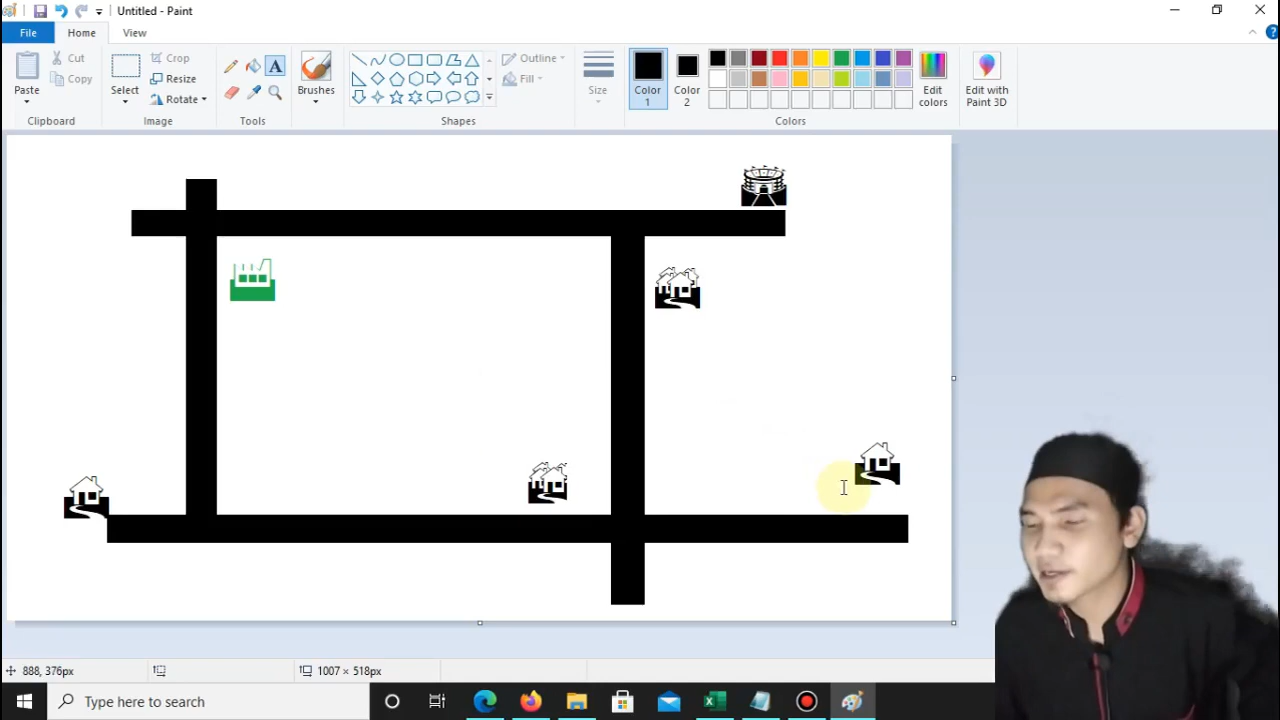 Untitled - Paint
File
Home
View
Paste
Cut
Copy
Clipboard
Select
Crop
Resize
Rotate
Image
A
Tools
Brushes
Outline
Fill
Shapes
Size
Color 1
Color 2
Edit colors
Colors
Edit with Paint 3D
888, 376px
1007 × 518px
Type here to search